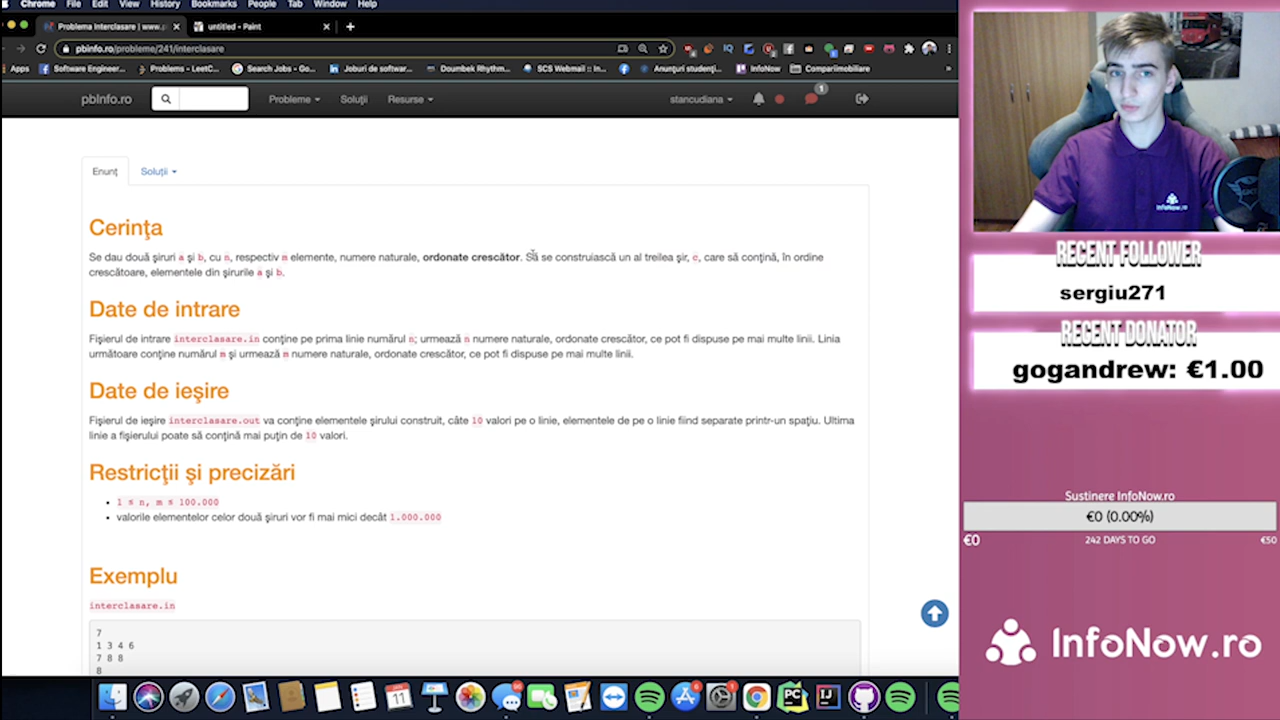 Chrome File Edit View History Bookmarks People Tab Window Help
Problema Interclasare | www.p
untitled - Paint
pbinfo.ro/probleme/241/interclasare
Apps Software Engineer... Problems - LeetC... Search Jobs - Go... Joburi de softwar... Doumbek Rhythm... SCS Webmail :: In... Anunțuri studenți... InfoNow CompariImobiliare
pbInfo.ro Probleme Soluții Resurse stancudiana 1
Enunț Soluții
Cerința
Se dau două șiruri a și b, cu n, respectiv m elemente, numere naturale, ordonate crescător. Să se construiască un al treilea șir, c, care să conțină, în ordine
crescătoare, elementele din șirurile a și b.
Date de intrare
Fișierul de intrare interclasare.in conține pe prima linie numărul n; urmează n numere naturale, ordonate crescător, ce pot fi dispuse pe mai multe linii. Linia
următoare conține numărul m și urmează m numere naturale, ordonate crescător, ce pot fi dispuse pe mai multe linii.
Date de ieșire
Fișierul de ieșire interclasare.out va conține elementele șirului construit, câte 10 valori pe o linie, elementele de pe o linie fiind separate printr-un spațiu. Ultima
linie a fișierului poate să conțină mai puțin de 10 valori.
Restricții și precizări
1 ≤ n, m ≤ 100.000
valorile elementelor celor două șiruri vor fi mai mici decât 1.000.000
Exemplu
interclasare.in
7
1 3 4 6
7 8 8
8
InfoNow.ro
RECENT FOLLOWER
sergiu271
RECENT DONATOR
gogandrew: €1.00
Sustinere InfoNow.ro
€0 (0.00%)
€0 242 DAYS TO GO €50
InfoNow.ro